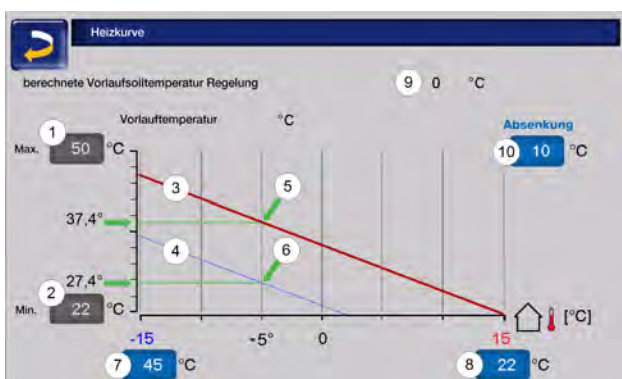 Heizkurve
berechnete Vorlaufsolltemperatur Regelung 9 0 °C
Vorlauftemperatur °C
Absenkung
1
Max. 50 °C
10 10 °C
3
5
37,4°
4
6
27,4°
2
Min. 22 °C
[°C]
-15 -5° 0 15
7 45 °C
8 22 °C